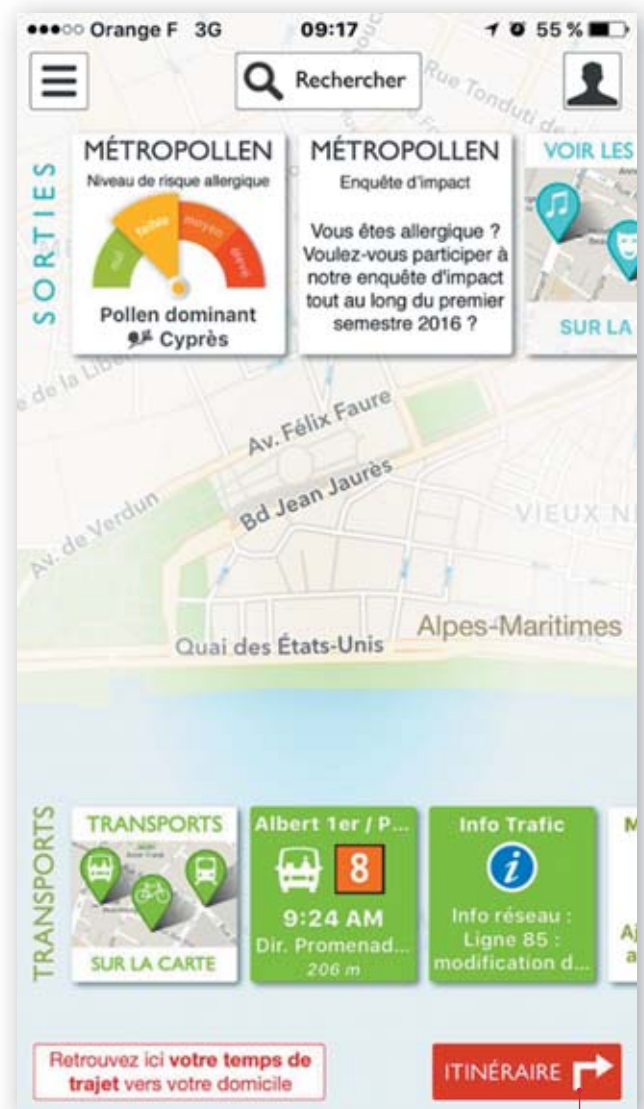 Orange F 3G 09:17 55 %
Rechercher
Rue Tonduti de
SORTIES
MÉTROPOLLEN
Niveau de risque allergique
nul faible moyen élevé
Pollen dominant
Cyprès
MÉTROPOLLEN
Enquête d'impact
Vous êtes allergique ?
Voulez-vous participer à
notre enquête d'impact
tout au long du premier
semestre 2016 ?
VOIR LES
SUR LA
Av. Félix Faure
Bd Jean Jaurès
Av. de Verdun
VIEUX N
Alpes-Maritimes
Quai des États-Unis
TRANSPORTS
TRANSPORTS
SUR LA CARTE
Albert 1er / P...
8
9:24 AM
Dir. Promenad...
206 m
Info Trafic
i
Info réseau :
Ligne 85 :
modification d...
M
Aj
a
Retrouvez ici votre temps de
trajet vers votre domicile
ITINÉRAIRE